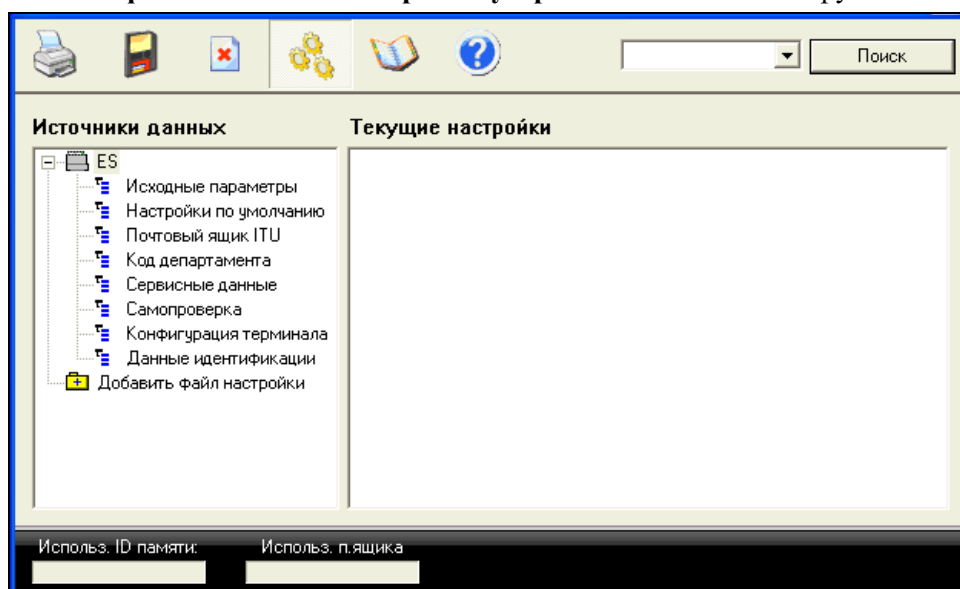 Поиск
Источники данных
Текущие настройки
ES
Исходные параметры
Настройки по умолчанию
Почтовый ящик ITU
Код департамента
Сервисные данные
Самопроверка
Конфигурация терминала
Данные идентификации
Добавить файл настройки
Использ. ID памяти:
Использ. п.ящика